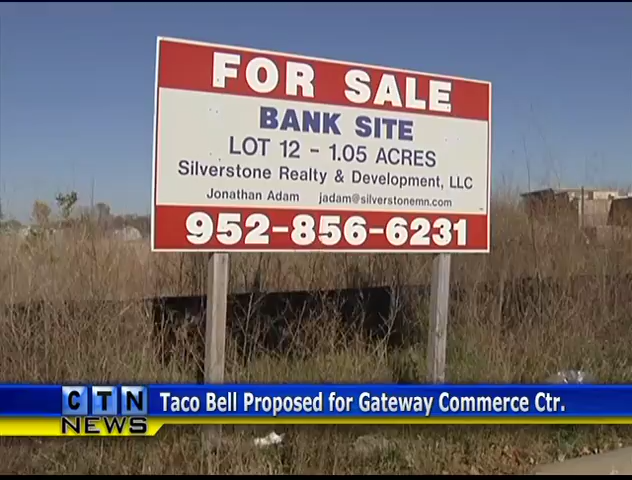 FOR SALE
BANK SITE
LOT 12 - 1.05 ACRES
Silverstone Realty & Development, LLC
Jonathan Adam jadam@silverstonemn.com
952-856-6231
CTN NEWS
Taco Bell Proposed for Gateway Commerce Ctr.